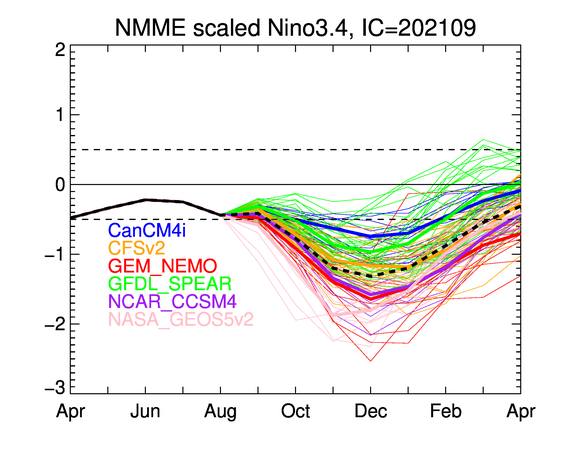 NMME scaled Nino3.4, IC=202109
2
1
0
−1
−2
−3
CanCM4i
CFSv2
GEM_NEMO
GFDL_SPEAR
NCAR_CCSM4
NASA_GEOS5v2
Apr Jun Aug Oct Dec Feb Apr